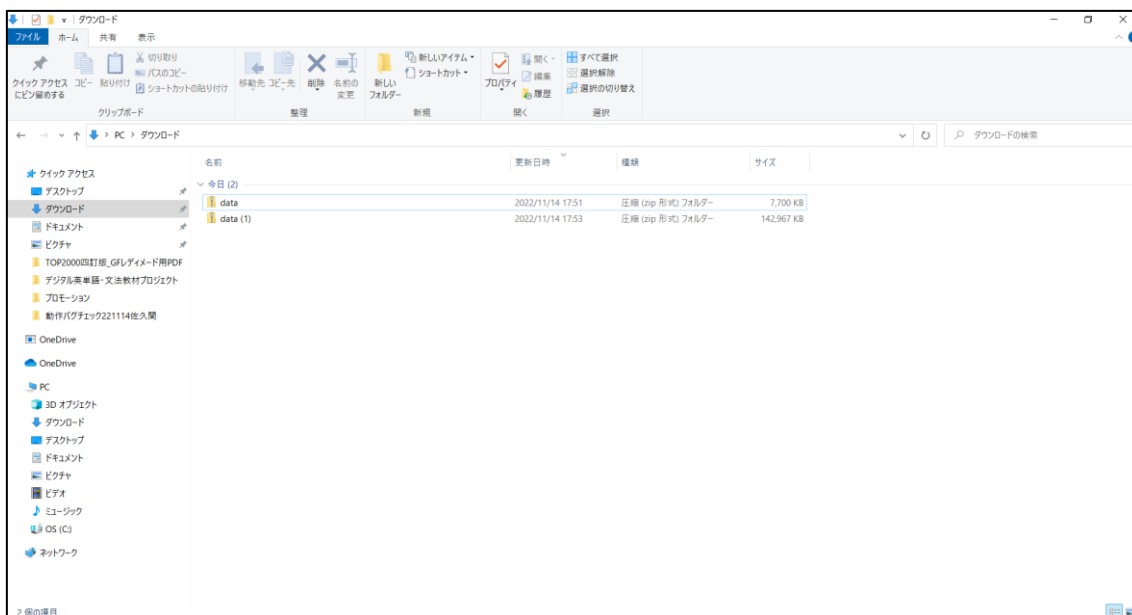 ダウンロード
ファイル ホーム 共有 表示
クイック アクセスにピン留めする
コピー
貼り付け
切り取り
パスのコピー
ショートカットの貼り付け
クリップボード
移動先
コピー先
削除
名前の変更
整理
新しいフォルダー
新しいアイテム
ショートカット
新規
プロパティ
開く
編集
履歴
開く
すべて選択
選択解除
選択の切り替え
選択
PC > ダウンロード
ダウンロードの検索
名前 更新日時 種類 サイズ
今日 (2)
data 2022/11/14 17:51 圧縮 (zip 形式) フォルダー 7,700 KB
data (1) 2022/11/14 17:53 圧縮 (zip 形式) フォルダー 142,967 KB
クイック アクセス
デスクトップ
ダウンロード
ドキュメント
ピクチャ
TOP2000四訂版_GFレディメード用PDF
デジタル英単語・文法教材プロジェクト
プロモーション
動作バグチェック221114佐久間
OneDrive
OneDrive
PC
3D オブジェクト
ダウンロード
デスクトップ
ドキュメント
ピクチャ
ビデオ
ミュージック
OS (C:)
ネットワーク
2 個の項目